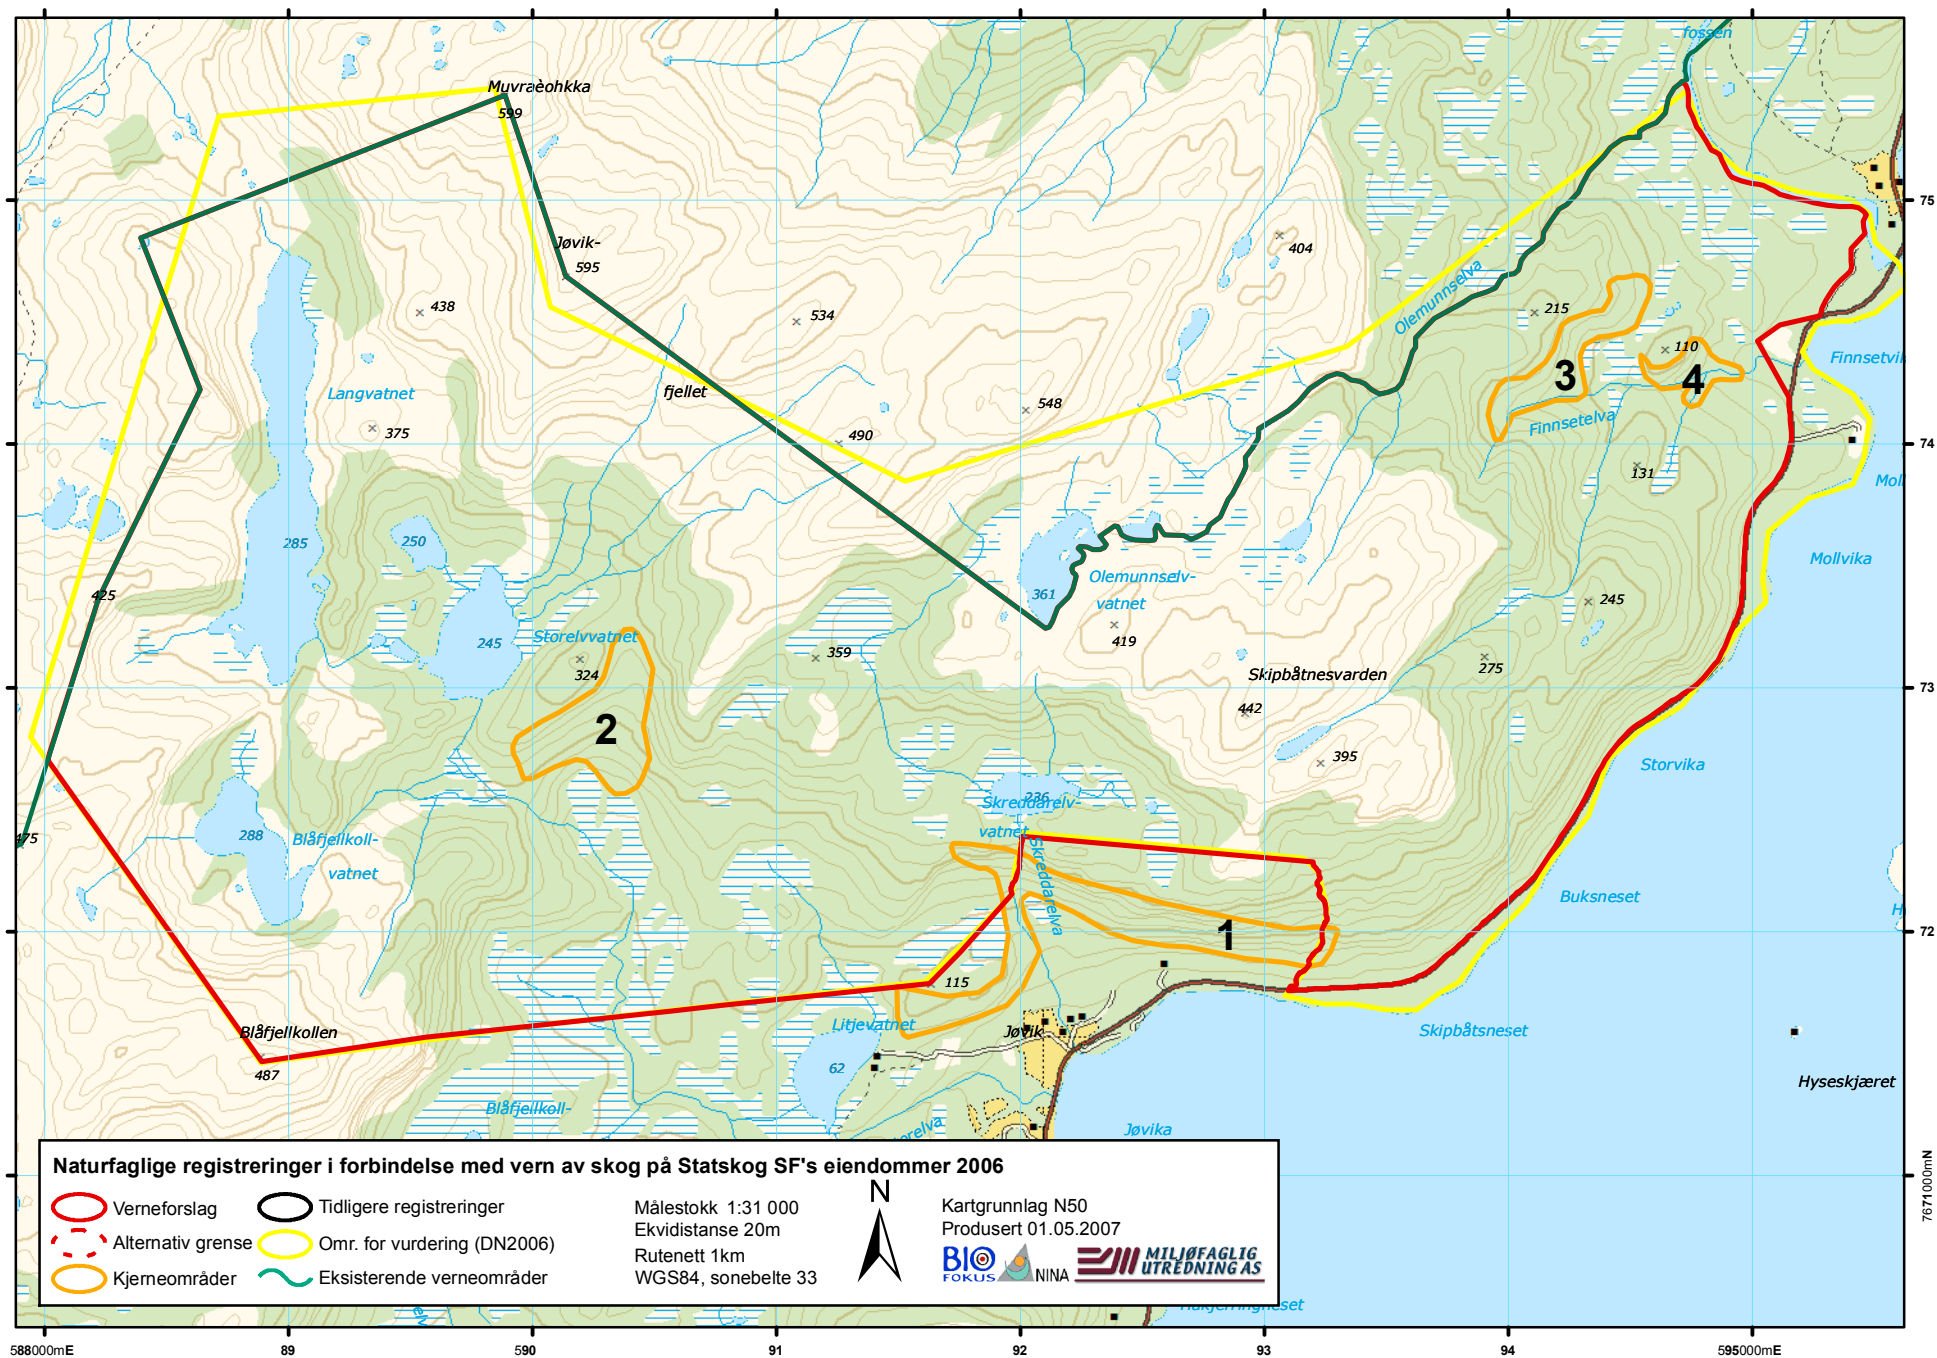 fossen
Muvraèohkka
599
75
Jøvik-
595
404
438
534
215
Olemunnselva
110
Finnsetvik
3
4
Langvatnet
fjellet
548
375
490
Finnsetelva
74
131
285
250
Mollvika
425
361
Olemunnselv-
vatnet
245
Storelvvatnet
245
419
359
324
275
Skipbåtnesvarden
73
2
442
395
Storvika
236
Skreddarelv-
vatnet
475
288
Blåfjellkoll-
vatnet
Skreddarelva
Buksneset
1
72
115
Litjevatnet
Jøvik
Skipbåtsneset
Blåfjellkollen
487
62
Hyseskjæret
Blåfjellkoll-
Jøvika
Naturfaglige registreringer i forbindelse med vern av skog på Statskog SF's eiendommer 2006
Verneforslag
Tidligere registreringer
Alternativ grense
Omr. for vurdering (DN2006)
Kjerneområder
Eksisterende verneområder
Målestokk 1:31 000
Ekvidistanse 20m
Rutenett 1km
WGS84, sonebelte 33
N
Kartgrunnlag N50
Produsert 01.05.2007
BIO
FOKUS
NINA
MILJØFAGLIG
UTREDNING AS
7671000mN
588000mE
89
590
91
92
93
94
595000mE